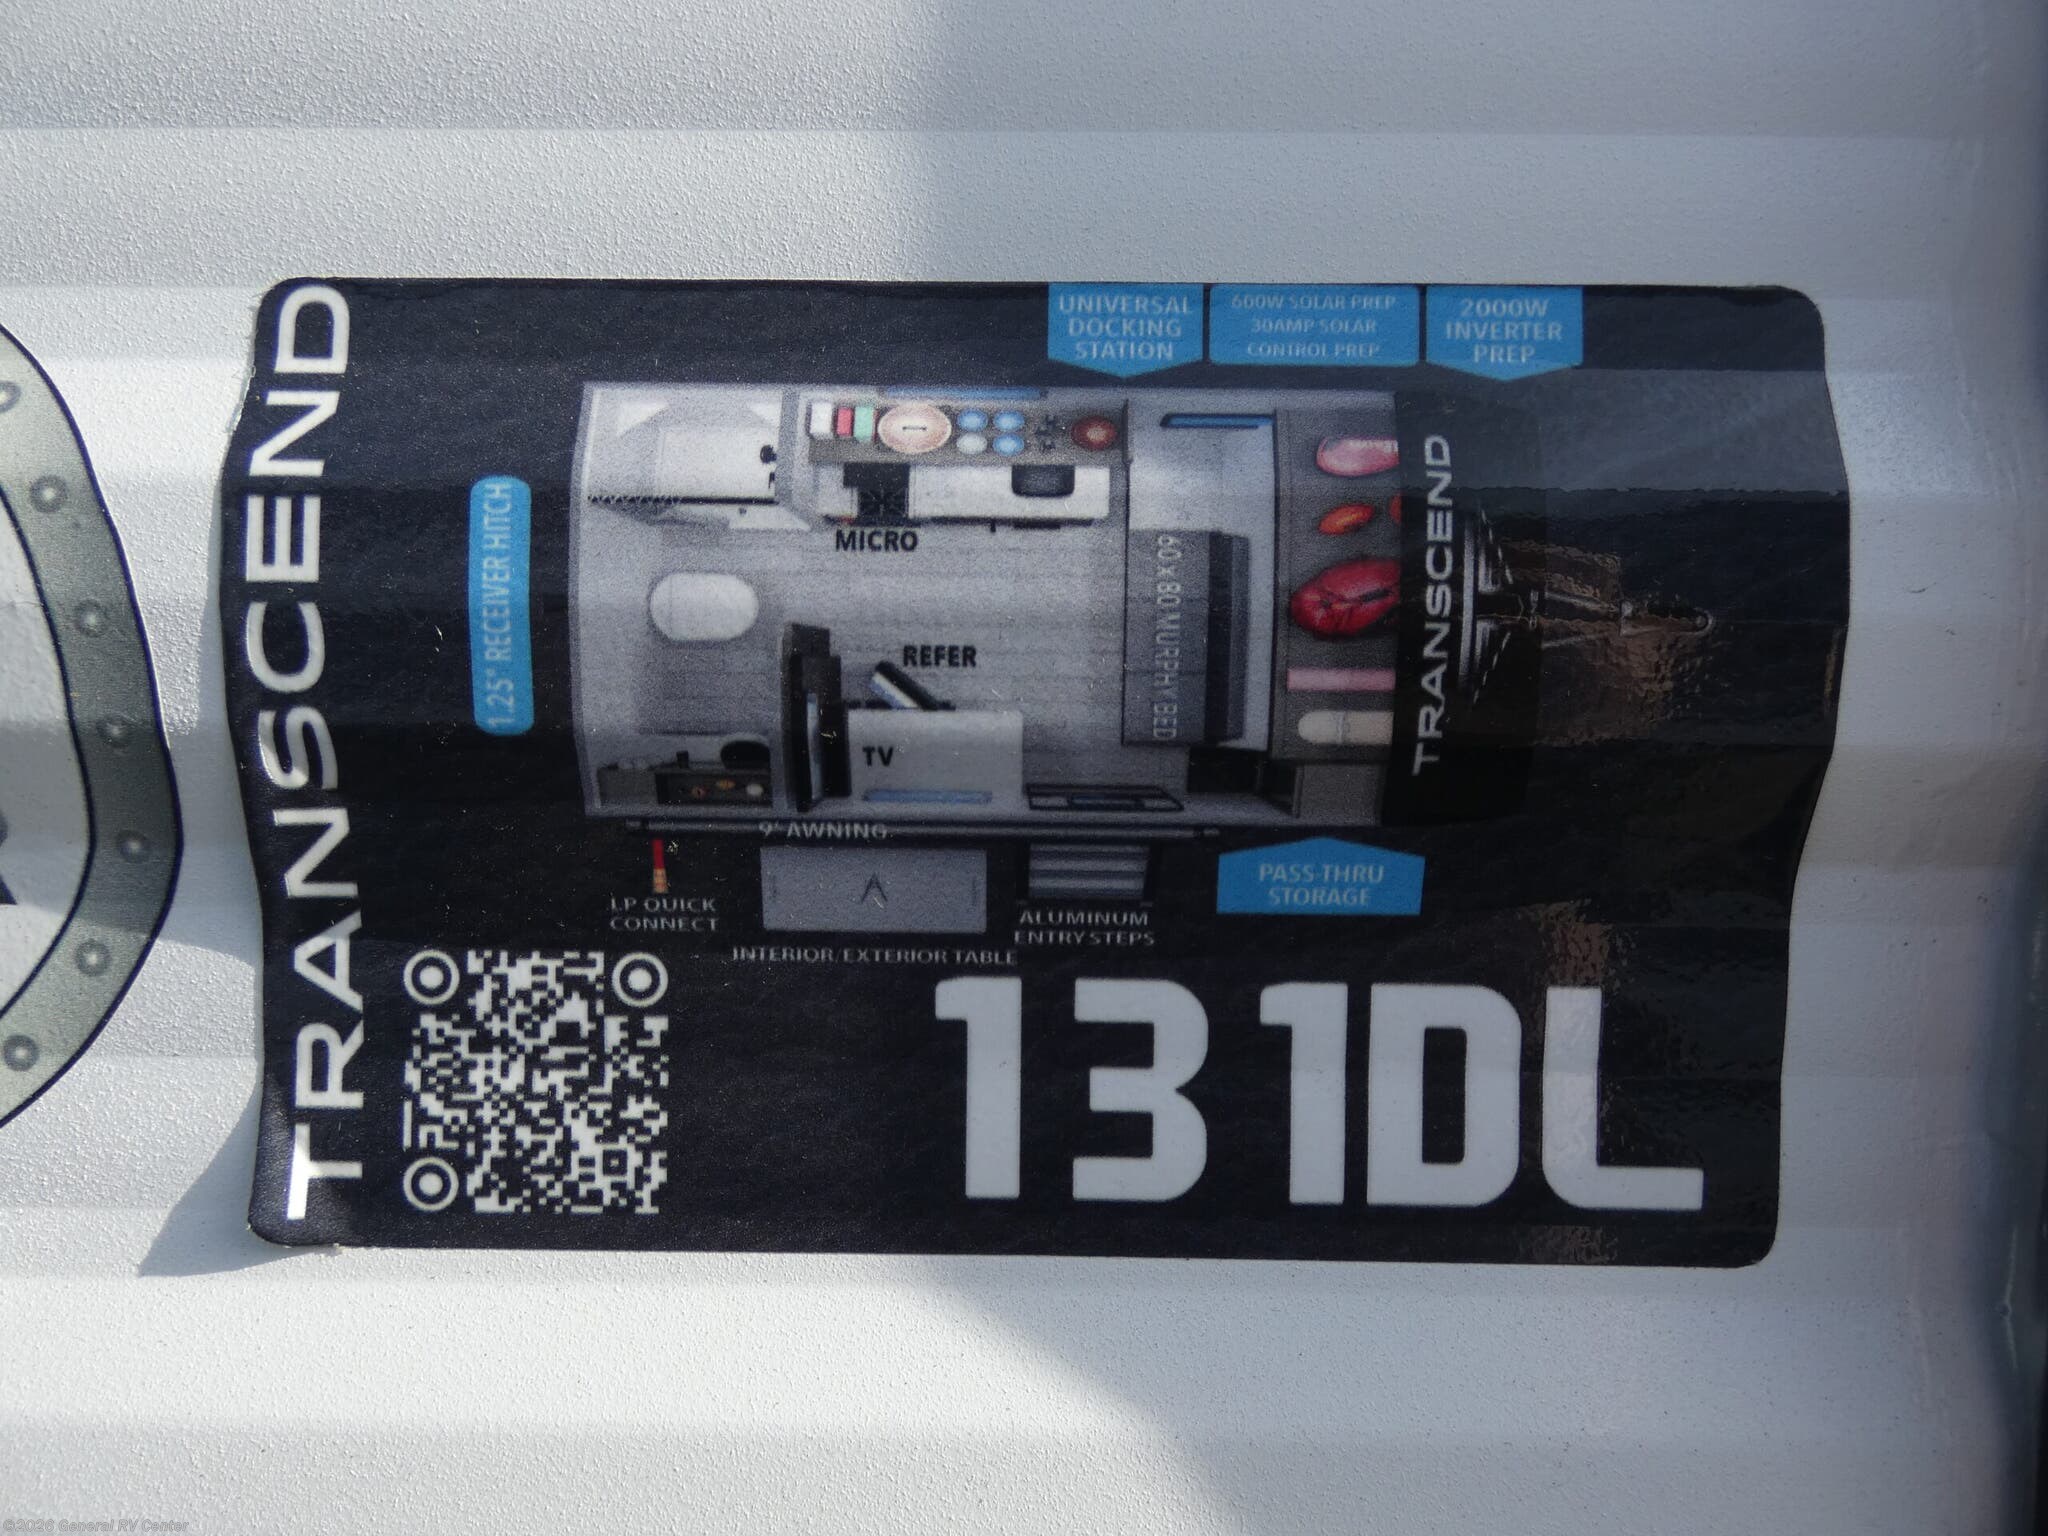 TRANSCEND
UNIVERSAL
DOCKING
STATION
600W SOLAR PREP
30AMP SOLAR
CONTROL PREP
2000W
INVERTER
PREP
1.25" RECEIVER HITCH
MICRO
REFER
TV
60 x 80 MURPHY BED
TRANSCEND
9' AWNING
LP QUICK
CONNECT
INTERIOR/EXTERIOR TABLE
ALUMINUM
ENTRY STEPS
PASS THRU
STORAGE
131DL
©2026 General RV Center